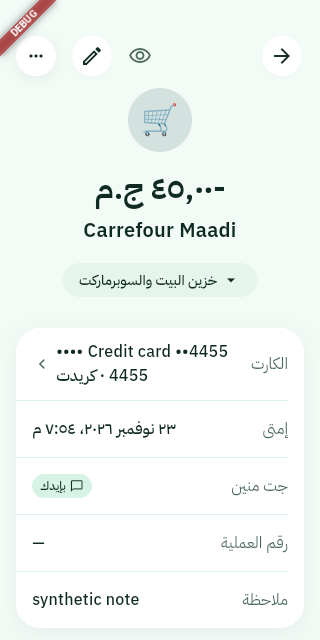 DEBUG
-٤٥,٠٠ ج.م
Carrefour Maadi
خزين البيت والسوبرماركت
الكارت
•••• Credit card ••4455
كريدت · 4455
إمتى
٢٣ نوفمبر ٢٠٢٦، ٧:٥٤ م
جت منين
بإيدك
رقم العملية
—
ملاحظة
synthetic note